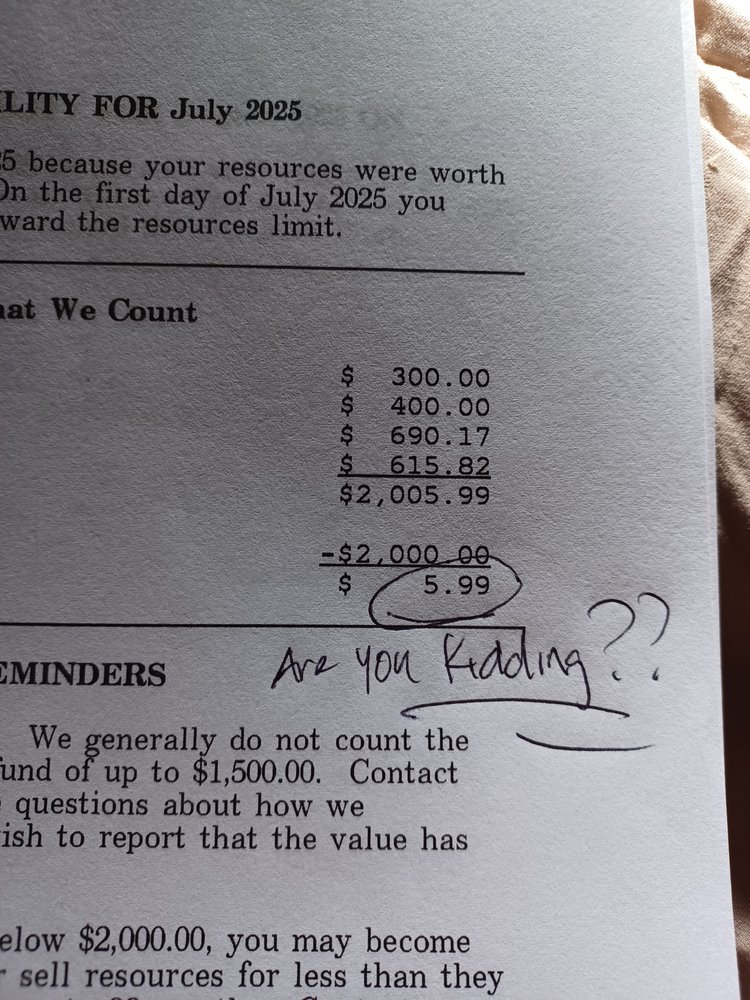 LITY FOR July 2025
5 because your resources were worth
On the first day of July 2025 you
ward the resources limit.
at We Count
$ 300.00
$ 400.00
$ 690.17
$ 615.82
$2,005.99
-$2,000.00
$ 5.99
Are you Kidding??
EMINDERS
We generally do not count the
und of up to $1,500.00. Contact
questions about how we
ish to report that the value has
elow $2,000.00, you may become
r sell resources for less than they